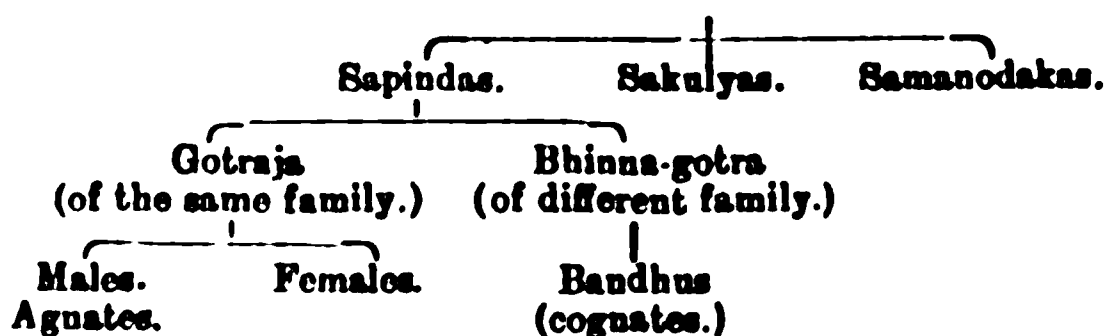 Sapindas. Sakulyas. Samanodakas.
Gotraja Bhinna-gotra
(of the same family.) (of different family.)
Males. Females. Bandhus
Agnates. (cognates.)